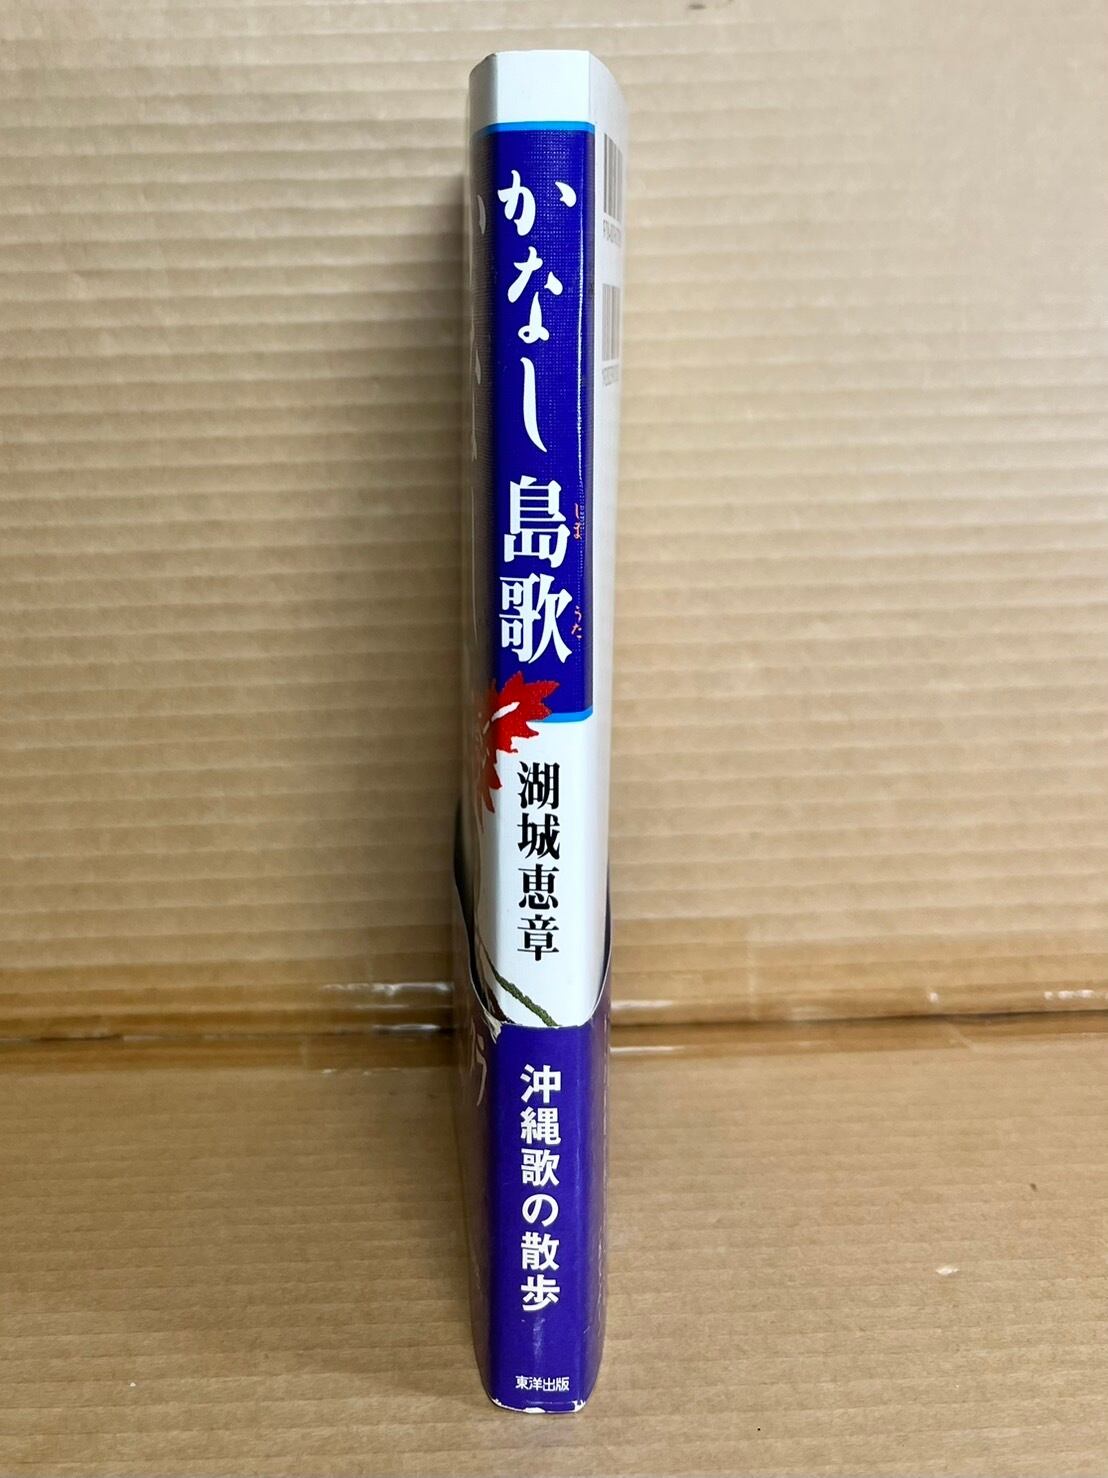 かなし
島歌
しま
うた
湖城恵章
沖縄歌の散歩
東洋出版